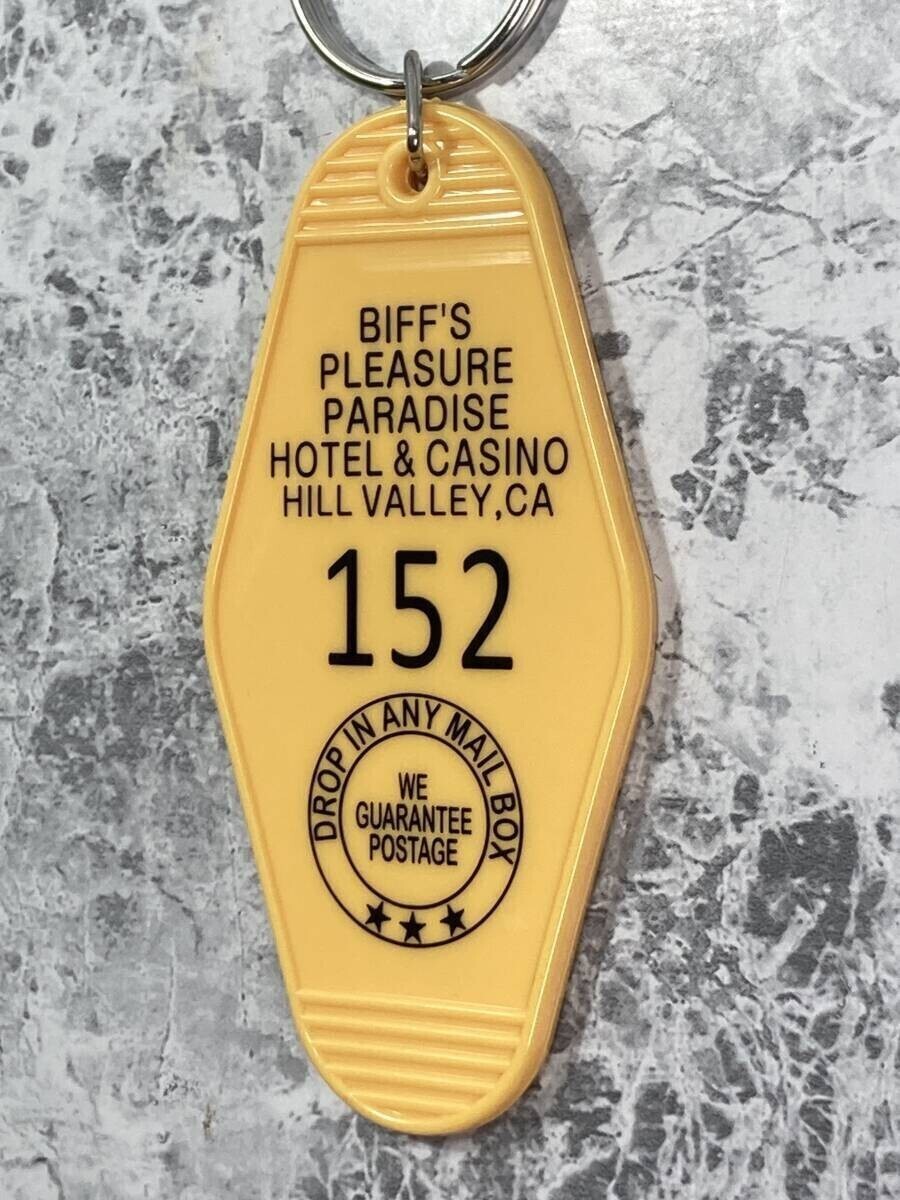 BIFF'S
PLEASURE
PARADISE
HOTEL & CASINO
HILL VALLEY,CA
152
DROP IN ANY MAIL BOX
WE
GUARANTEE
POSTAGE